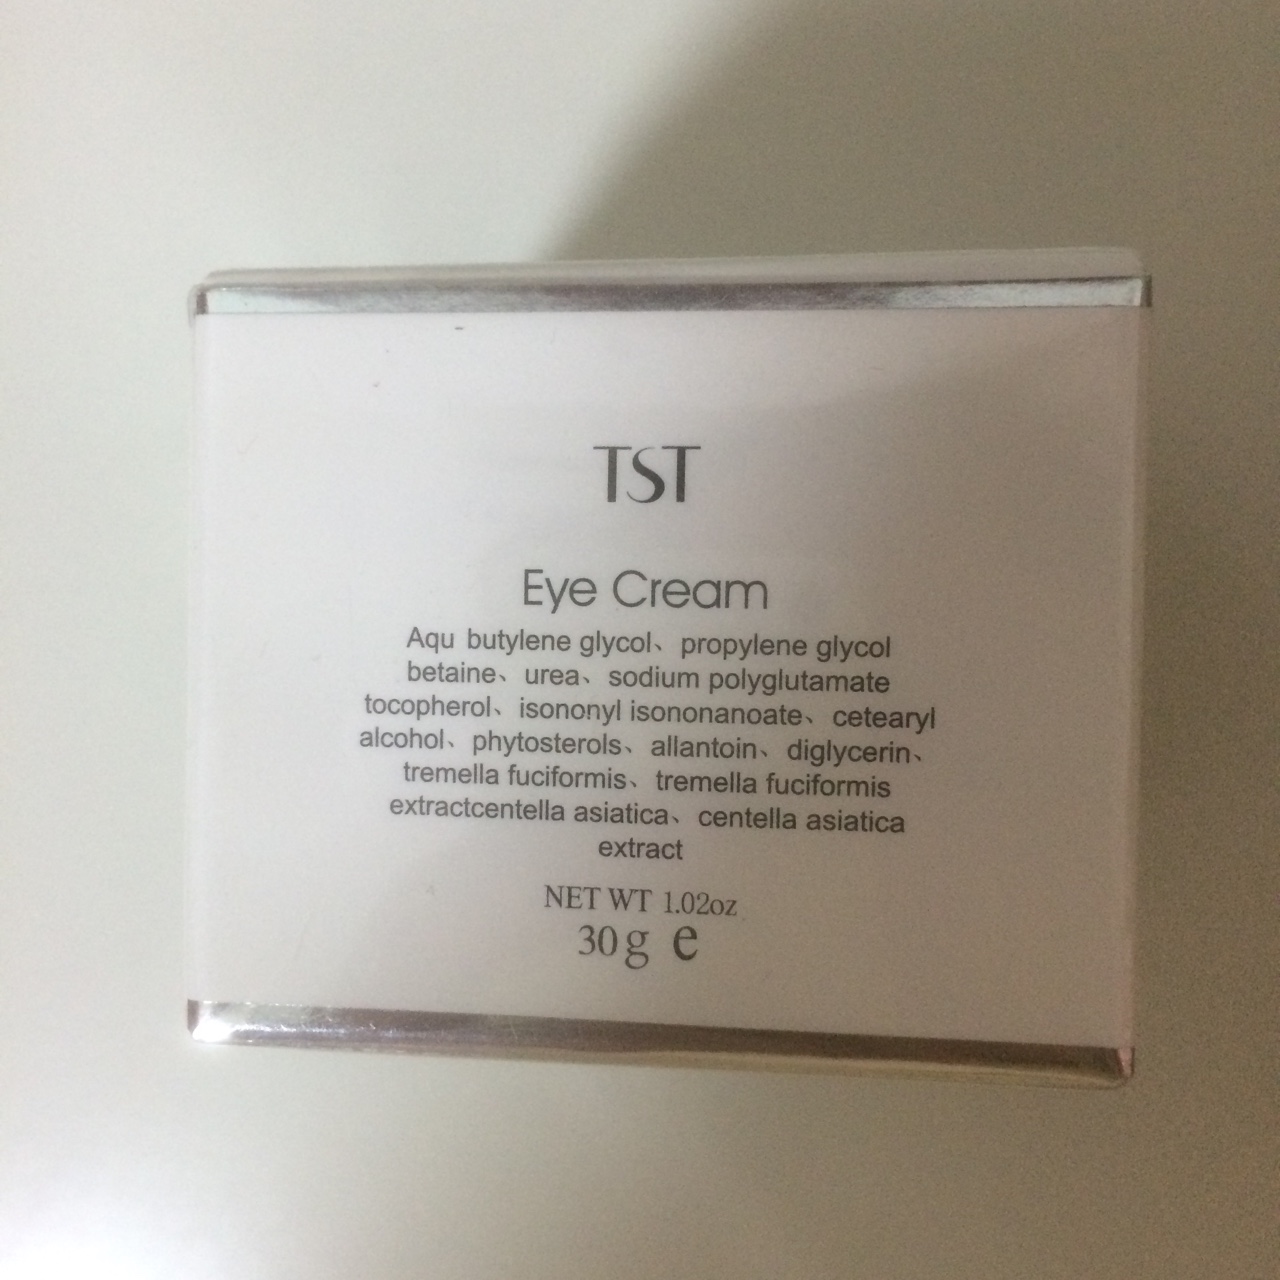 TST
Eye Cream
Aqu butylene glycol、propylene glycol
betaine、urea、sodium polyglutamate
tocopherol、isononyl isononanoate、cetearyl
alcohol、phytosterols、allantoin、diglycerin、
tremella fuciformis、tremella fuciformis
extractcentella asiatica、centella asiatica
extract
NET WT 1.02oz
30g e